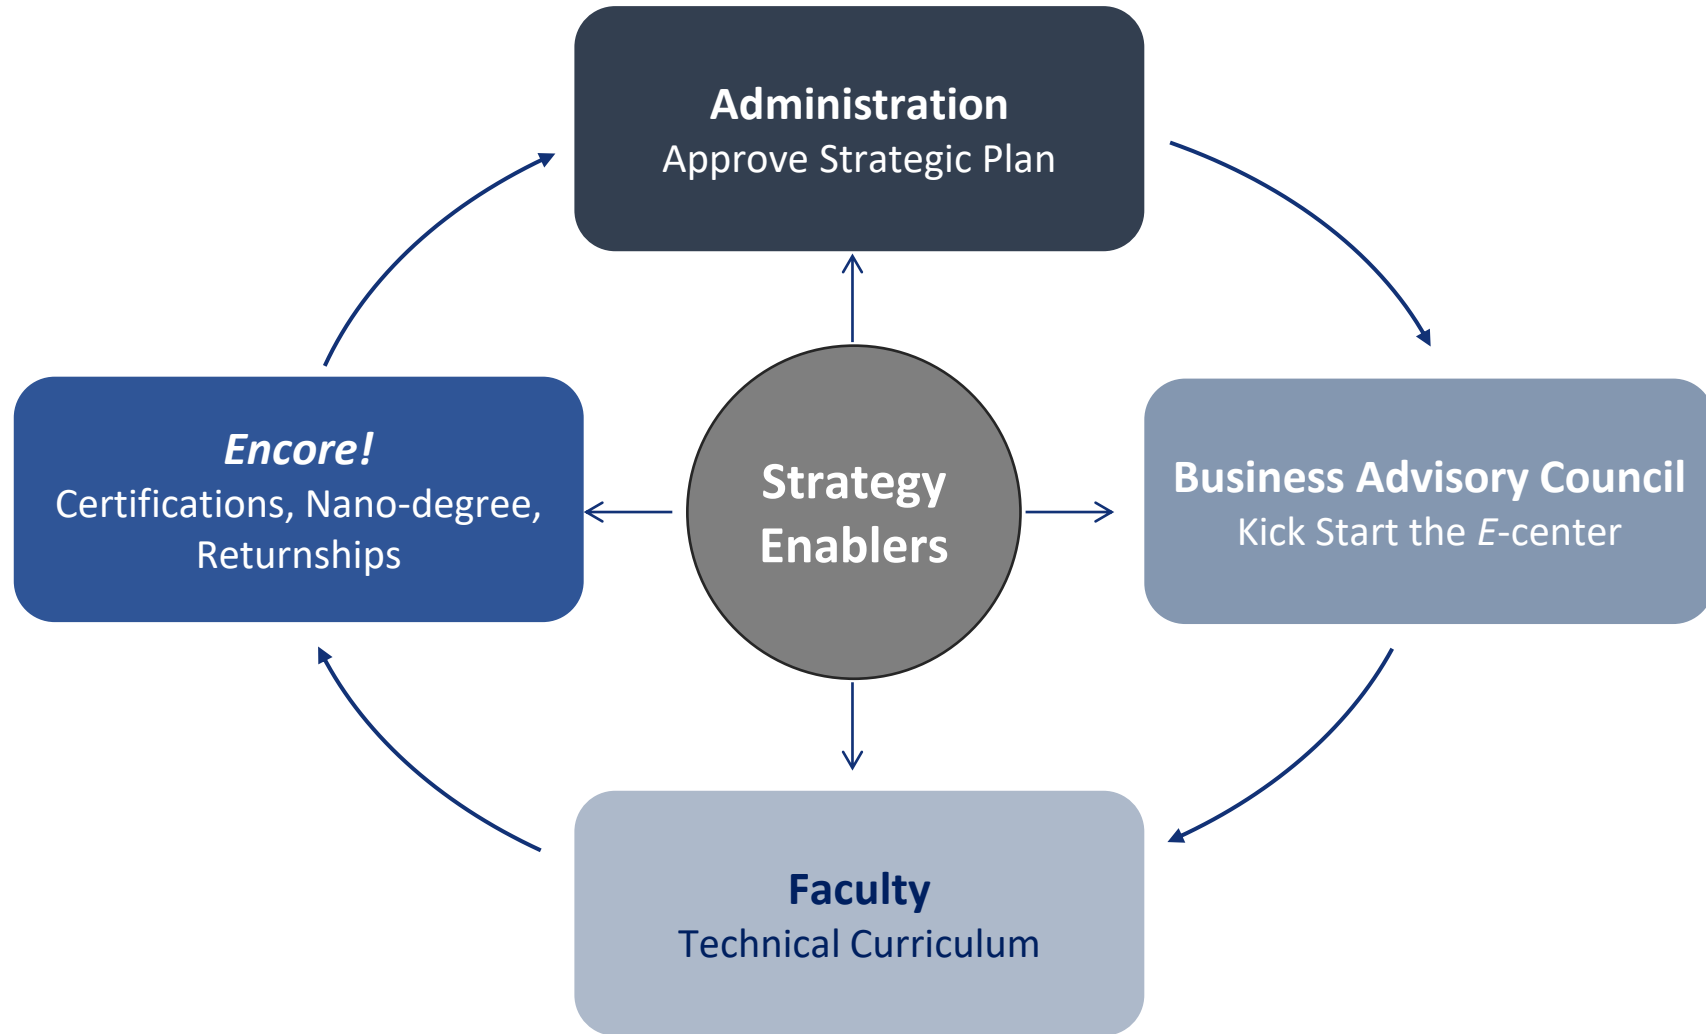 Administration
Approve Strategic Plan
Encore!
Certifications, Nano-degree,
Returnships
Strategy
Enablers
Business Advisory Council
Kick Start the E-center
Faculty
Technical Curriculum